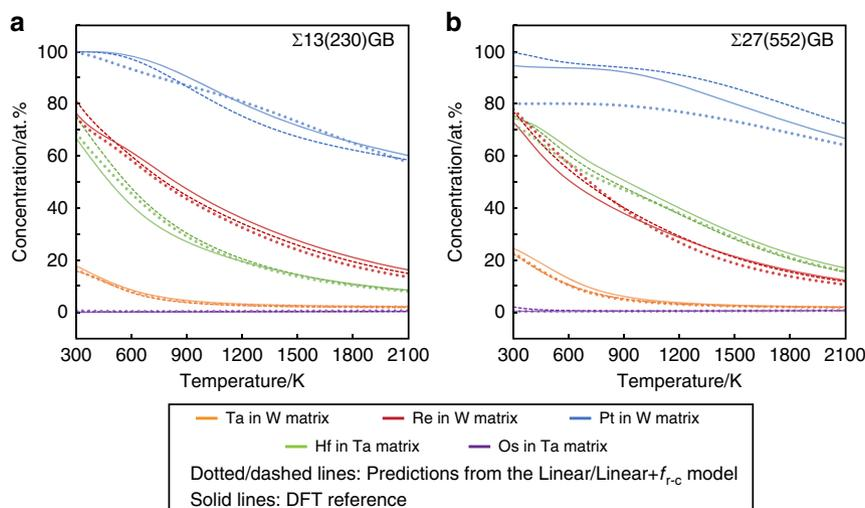 a
b
Σ13(230)GB
Σ27(552)GB
Concentration/at.%
100
80
60
40
20
0
300 600 900 1200 1500 1800 2100
Temperature/K
Concentration/at.%
100
80
60
40
20
0
300 600 900 1200 1500 1800 2100
Temperature/K
Ta in W matrix Re in W matrix Pt in W matrix
Hf in Ta matrix Os in Ta matrix
Dotted/dashed lines: Predictions from the Linear/Linear+f r-c model
Solid lines: DFT reference